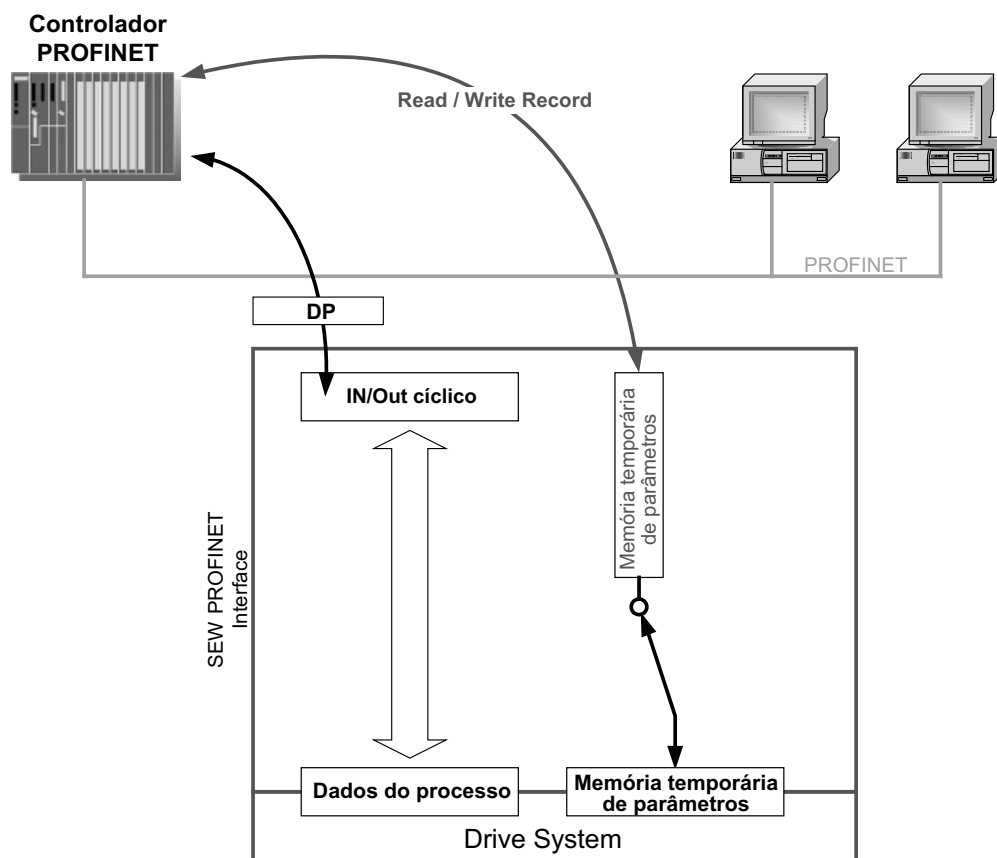 Controlador
PROFINET
Read / Write Record
PROFINET
DP
IN/Out cíclico
Memória temporária
de parâmetros
SEW PROFINET
Interface
Dados do processo
Memória temporária
de parâmetros
Drive System